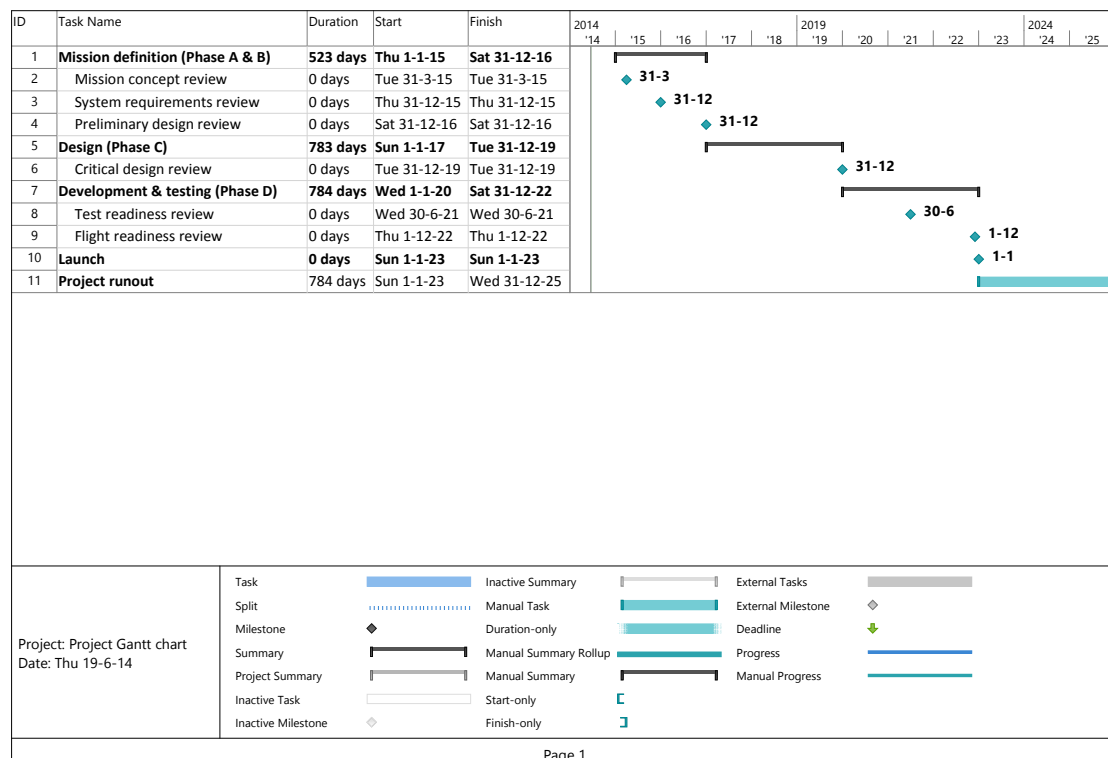 ID Task Name Duration Start Finish 2014 2019 2024
'14 '15 '16 '17 '18 '19 '20 '21 '22 '23 '24 '25
1 Mission definition (Phase A & B) 523 days Thu 1-1-15 Sat 31-12-16
2 Mission concept review 0 days Tue 31-3-15 Tue 31-3-15 31-3
3 System requirements review 0 days Thu 31-12-15 Thu 31-12-15 31-12
4 Preliminary design review 0 days Sat 31-12-16 Sat 31-12-16 31-12
5 Design (Phase C) 783 days Sun 1-1-17 Tue 31-12-19
6 Critical design review 0 days Tue 31-12-19 Tue 31-12-19 31-12
7 Development & testing (Phase D) 784 days Wed 1-1-20 Sat 31-12-22
8 Test readiness review 0 days Wed 30-6-21 Wed 30-6-21 30-6
9 Flight readiness review 0 days Thu 1-12-22 Thu 1-12-22 1-12
10 Launch 0 days Sun 1-1-23 Sun 1-1-23 1-1
11 Project runout 784 days Sun 1-1-23 Wed 31-12-25
Project: Project Gantt chart
Date: Thu 19-6-14
Task Inactive Summary External Tasks
Split Manual Task External Milestone
Milestone Duration-only Deadline
Summary Manual Summary Rollup Progress
Project Summary Manual Summary Manual Progress
Inactive Task Start-only
Inactive Milestone Finish-only
Page 1